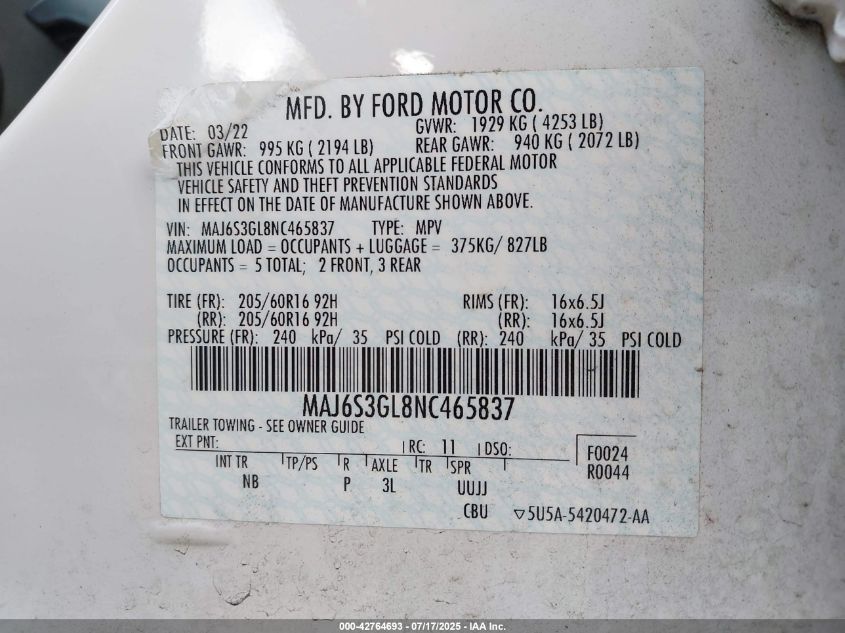 MFD. BY FORD MOTOR CO.
DATE: 03/22 GVWR: 1929 KG ( 4253 LB)
FRONT GAWR: 995 KG ( 2194 LB) REAR GAWR: 940 KG ( 2072 LB)
THIS VEHICLE CONFORMS TO ALL APPLICABLE FEDERAL MOTOR
VEHICLE SAFETY AND THEFT PREVENTION STANDARDS
IN EFFECT ON THE DATE OF MANUFACTURE SHOWN ABOVE.
VIN: MAJ6S3GL8NC465837 TYPE: MPV
MAXIMUM LOAD = OCCUPANTS + LUGGAGE = 375KG/ 827LB
OCCUPANTS = 5 TOTAL; 2 FRONT, 3 REAR
TIRE (FR): 205/60R16 92H RIMS (FR): 16x6.5J
(RR): 205/60R16 92H (RR): 16x6.5J
PRESSURE (FR): 240 kPa/ 35 PSI COLD (RR): 240 kPa/ 35 PSI COLD
MAJ6S3GL8NC465837
TRAILER TOWING - SEE OWNER GUIDE
EXT PNT: RC: 11 DSO: F0024
R0044
INT TR TP/PS R AXLE TR SPR
NB P 3L UUJJ
CBU ▽5U5A-5420472-AA
000-42764693 | 07/17/2025 - IAA Inc.